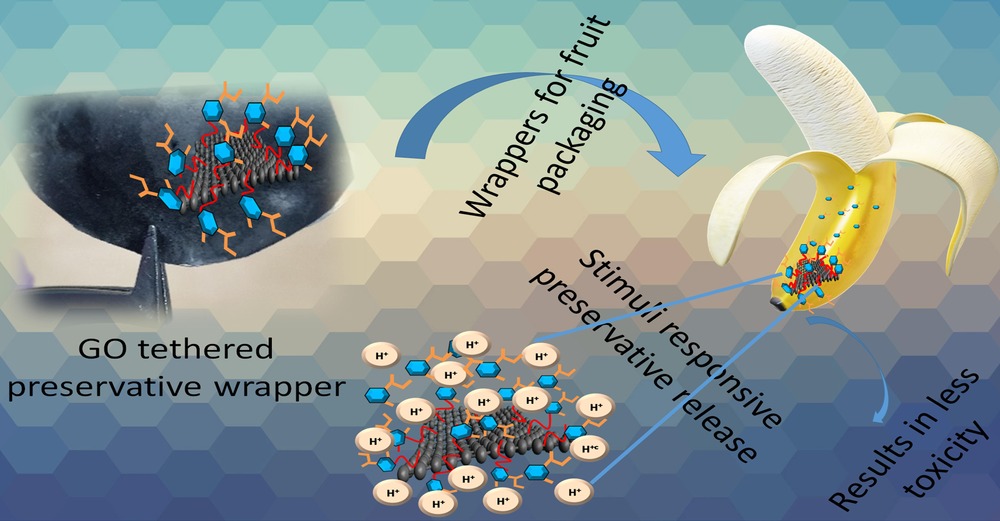 Wrappers for fruit
packaging
GO tethered
preservative wrapper
Stimuli responsive
preservative release
H⁺
H⁺
H⁺
H⁺
H⁺
H⁺
H⁺
H⁺
H⁺
H⁺ᶜ
H⁺
H⁺
H⁺
H⁺
H⁺
Results in less
toxicity